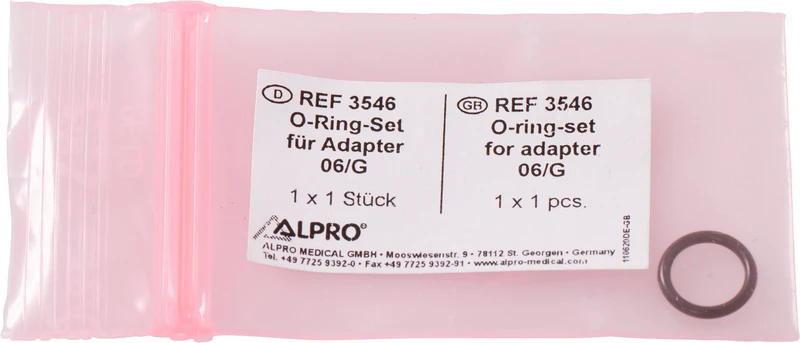 D REF 3546
O-Ring-Set
für Adapter
06/G
1 x 1 Stück
GB REF 3546
O-ring-set
for adapter
06/G
1 x 1 pcs.
ALPRO®
ALPRO MEDICAL GMBH • Mooswiesenstr. 9 • 78112 St. Georgen • Germany
Tel. +49 7725 9392-0 • Fax +49 7725 9392-91 • www.alpro-medical.com
110620DE-GB